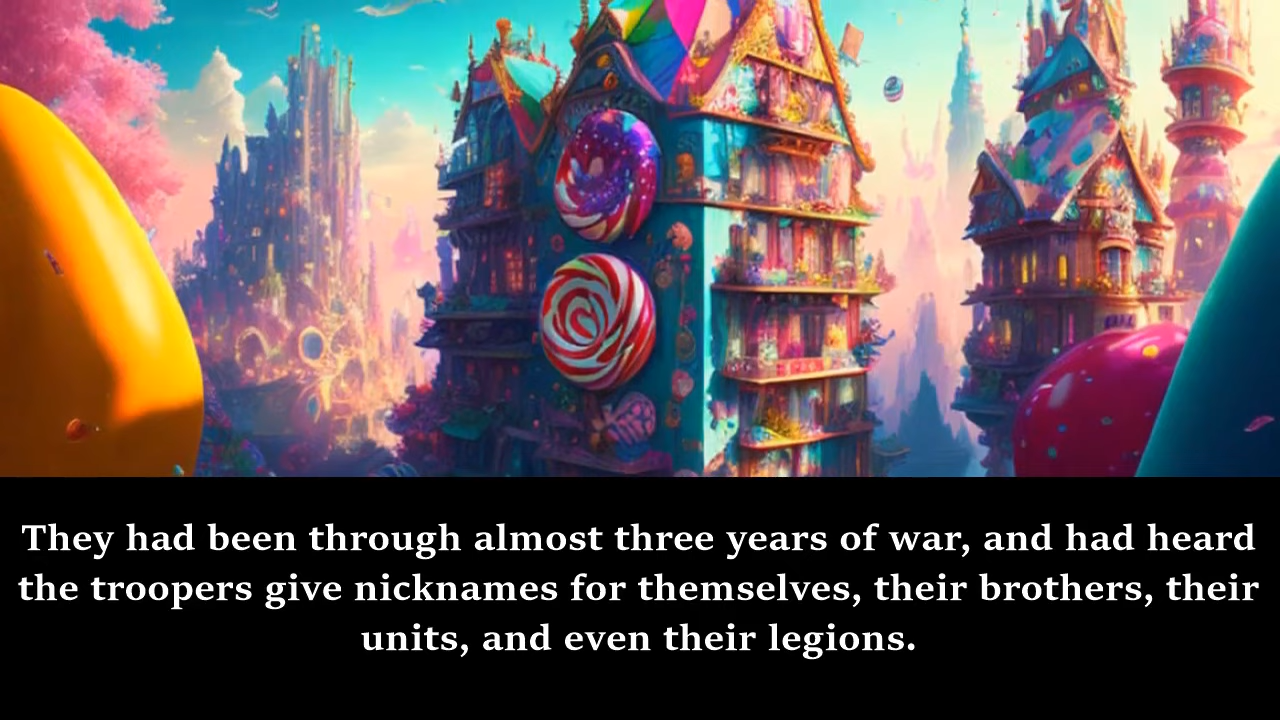 They had been through almost three years of war, and had heard
the troopers give nicknames for themselves, their brothers, their
units, and even their legions.